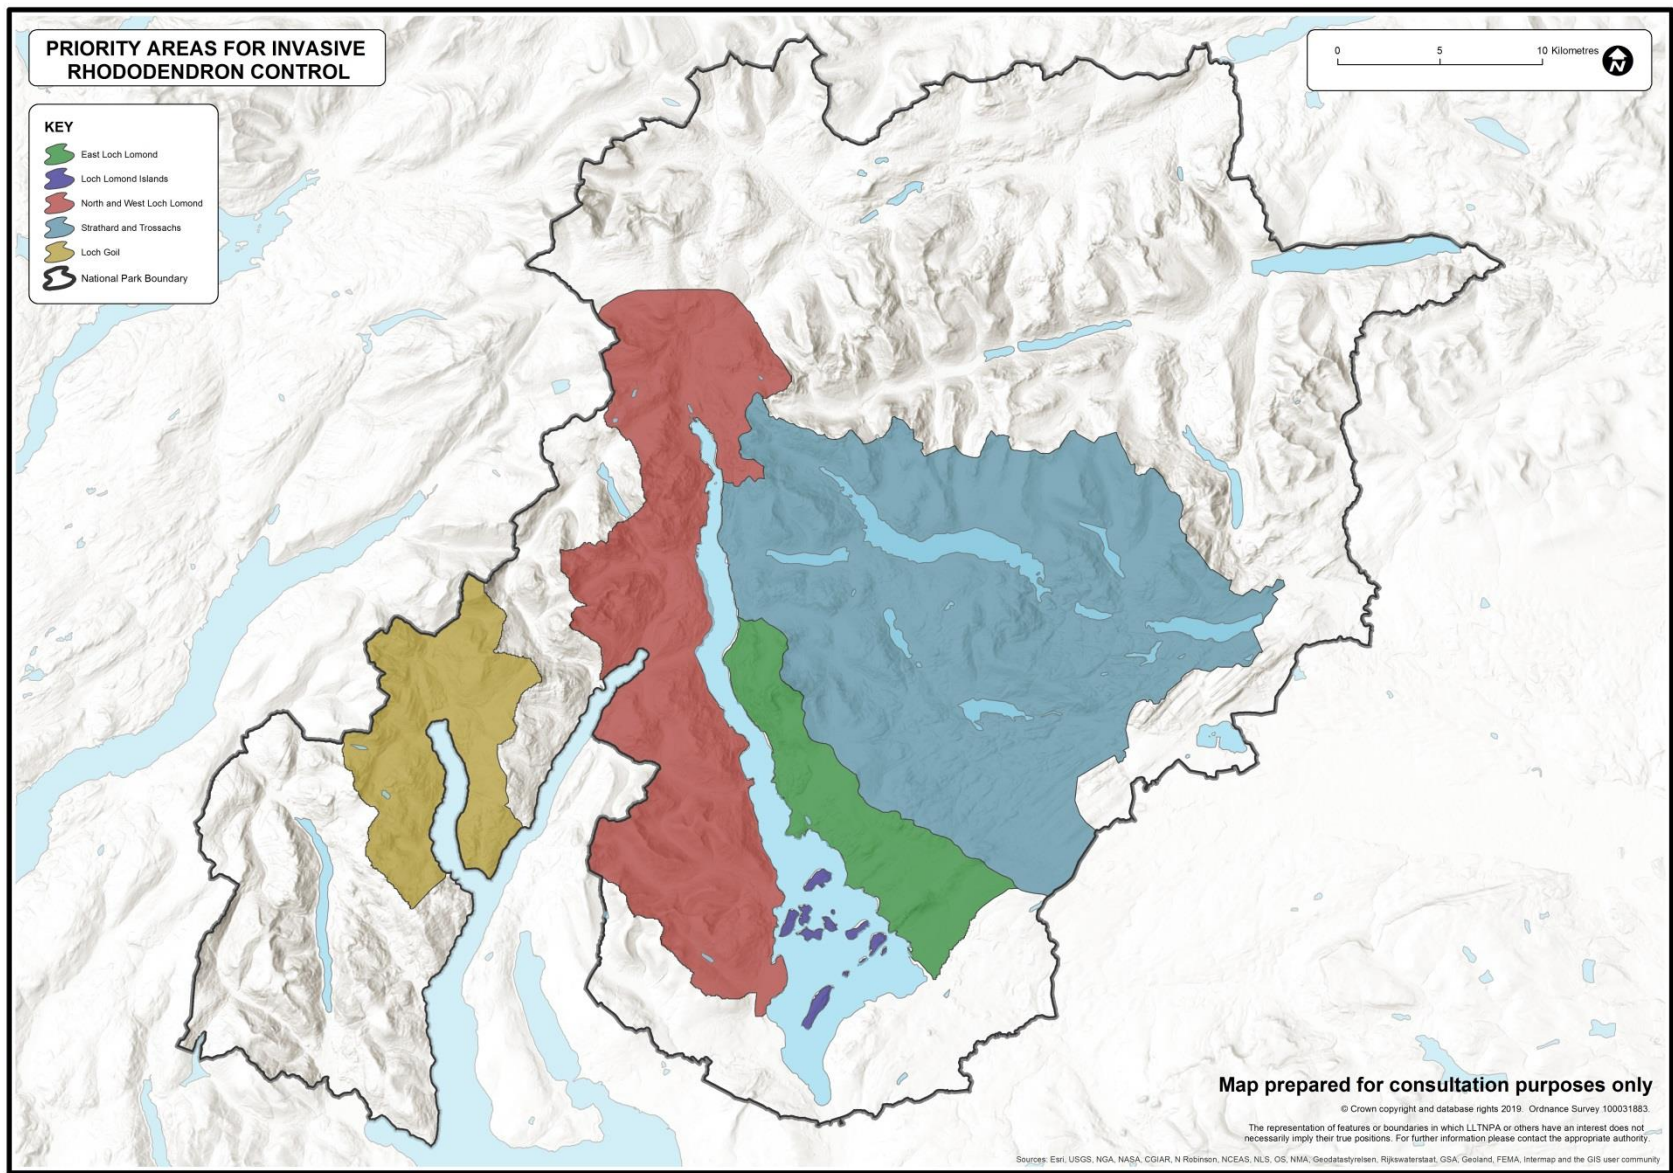 PRIORITY AREAS FOR INVASIVE
RHODODENDRON CONTROL
0 5 10 Kilometres
N
KEY
East Loch Lomond
Loch Lomond Islands
North and West Loch Lomond
Strathard and Trossachs
Loch Goil
National Park Boundary
Map prepared for consultation purposes only
© Crown copyright and database rights 2019. Ordnance Survey 100031883.
The representation of features or boundaries in which LLTNPA or others have an interest does not
necessarily imply their true positions. For further information please contact the appropriate authority.
Sources: Esri, USGS, NGA, NASA, CGIAR, N Robinson, NCEAS, NLS, OS, NMA, Geodatastyrelsen, Rijkswaterstaat, GSA, Geoland, FEMA, Intermap and the GIS user community